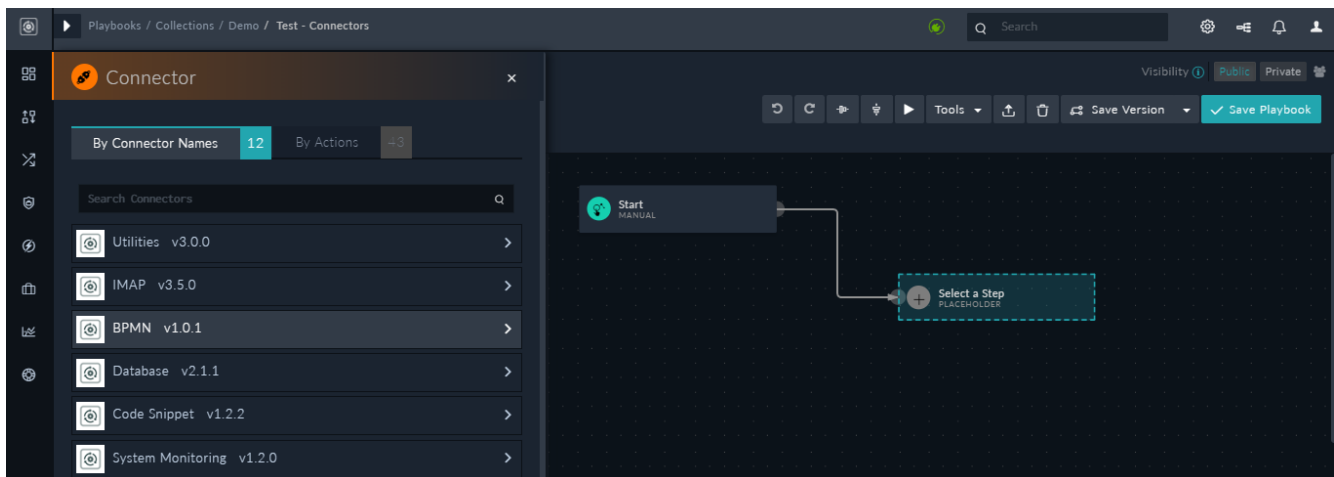 Playbooks / Collections / Demo / Test - Connectors
Search
Connector
Visibility Public Private
Tools Save Version Save Playbook
By Connector Names 12 By Actions 43
Search Connectors
Utilities v3.0.0
IMAP v3.5.0
BPMN v1.0.1
Database v2.1.1
Code Snippet v1.2.2
System Monitoring v1.2.0
Start
MANUAL
Select a Step
PLACEHOLDER